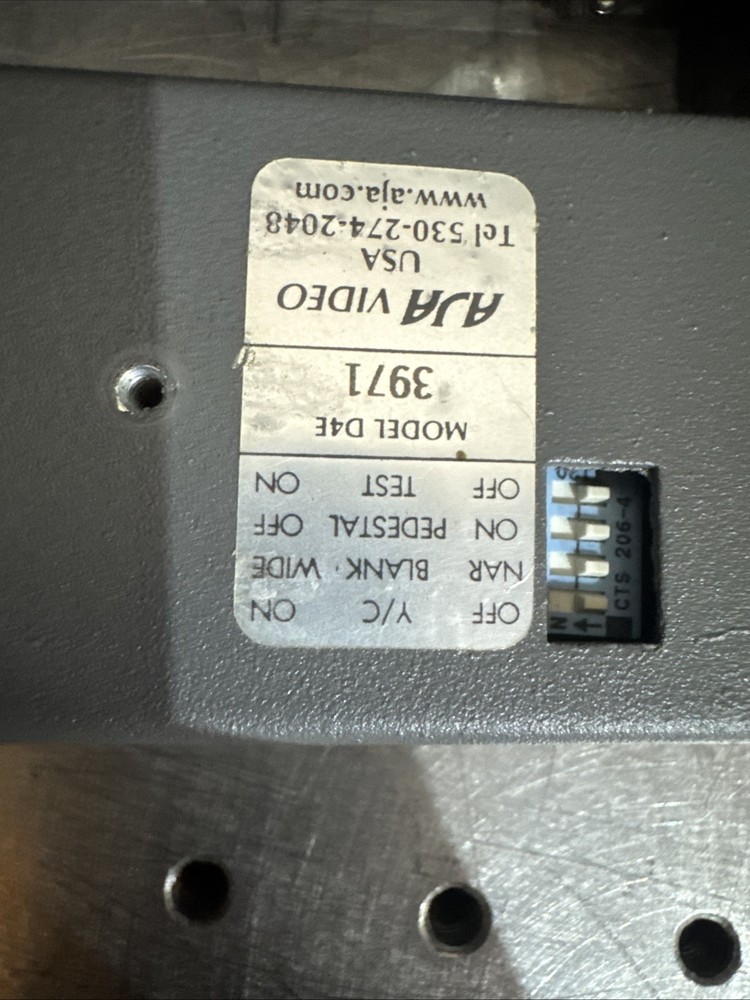 OFF Y/C ON
NAR BLANK WIDE
ON PEDESTAL OFF
OFF TEST ON
MODEL D4E
3971
AJA VIDEO
USA
Tel 530-274-2048
www.aja.com
CTS 206-4